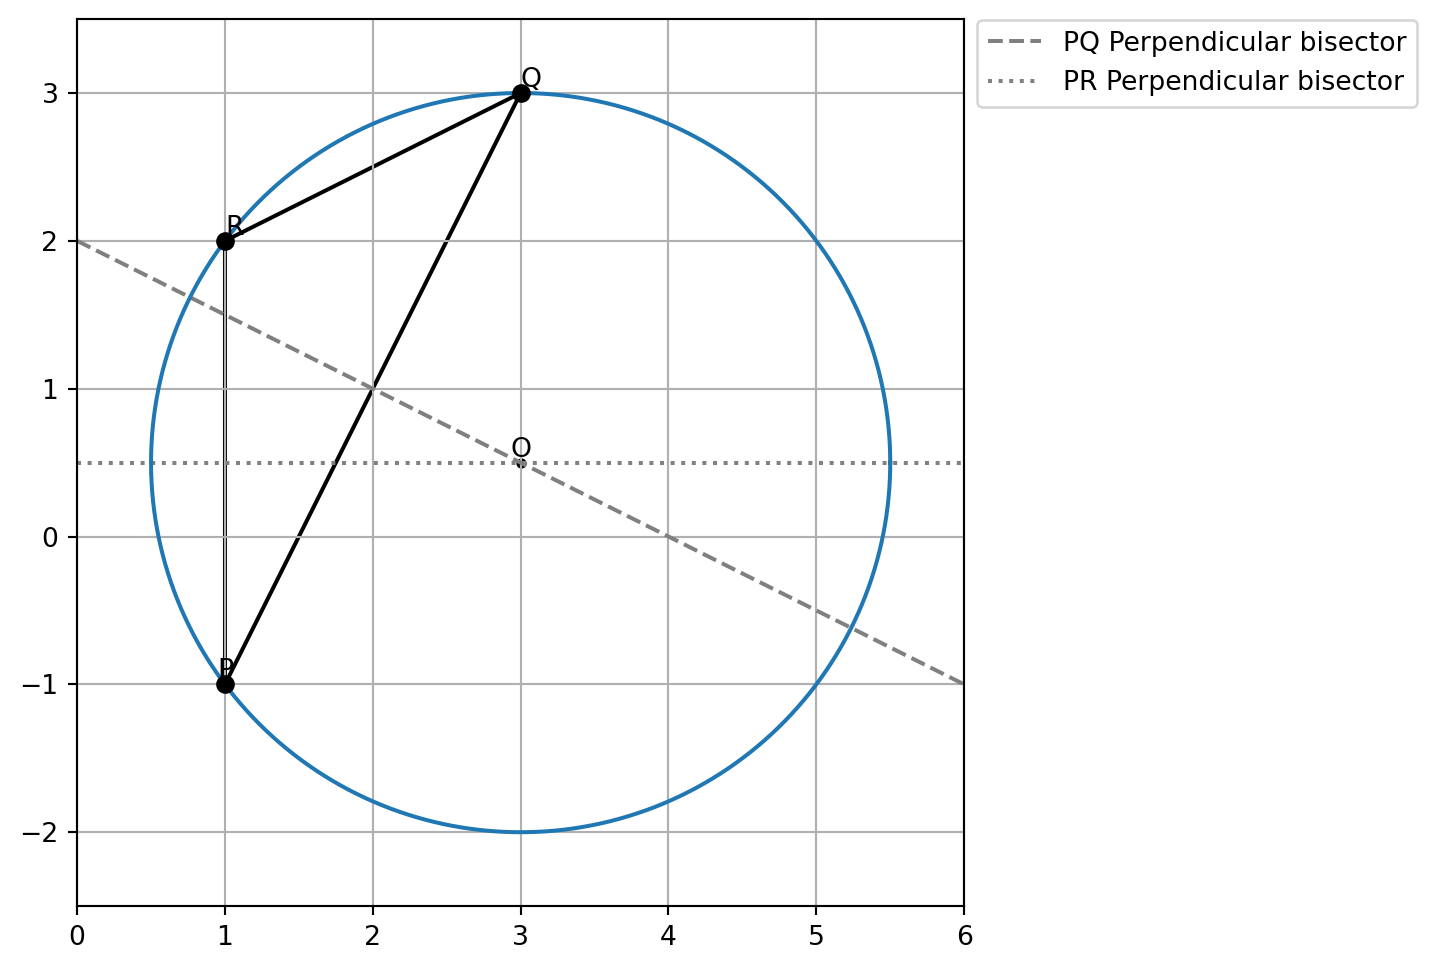 PQ Perpendicular bisector
PR Perpendicular bisector
Q
3
R
2
1
O
0
P
−1
−2
0 1 2 3 4 5 6